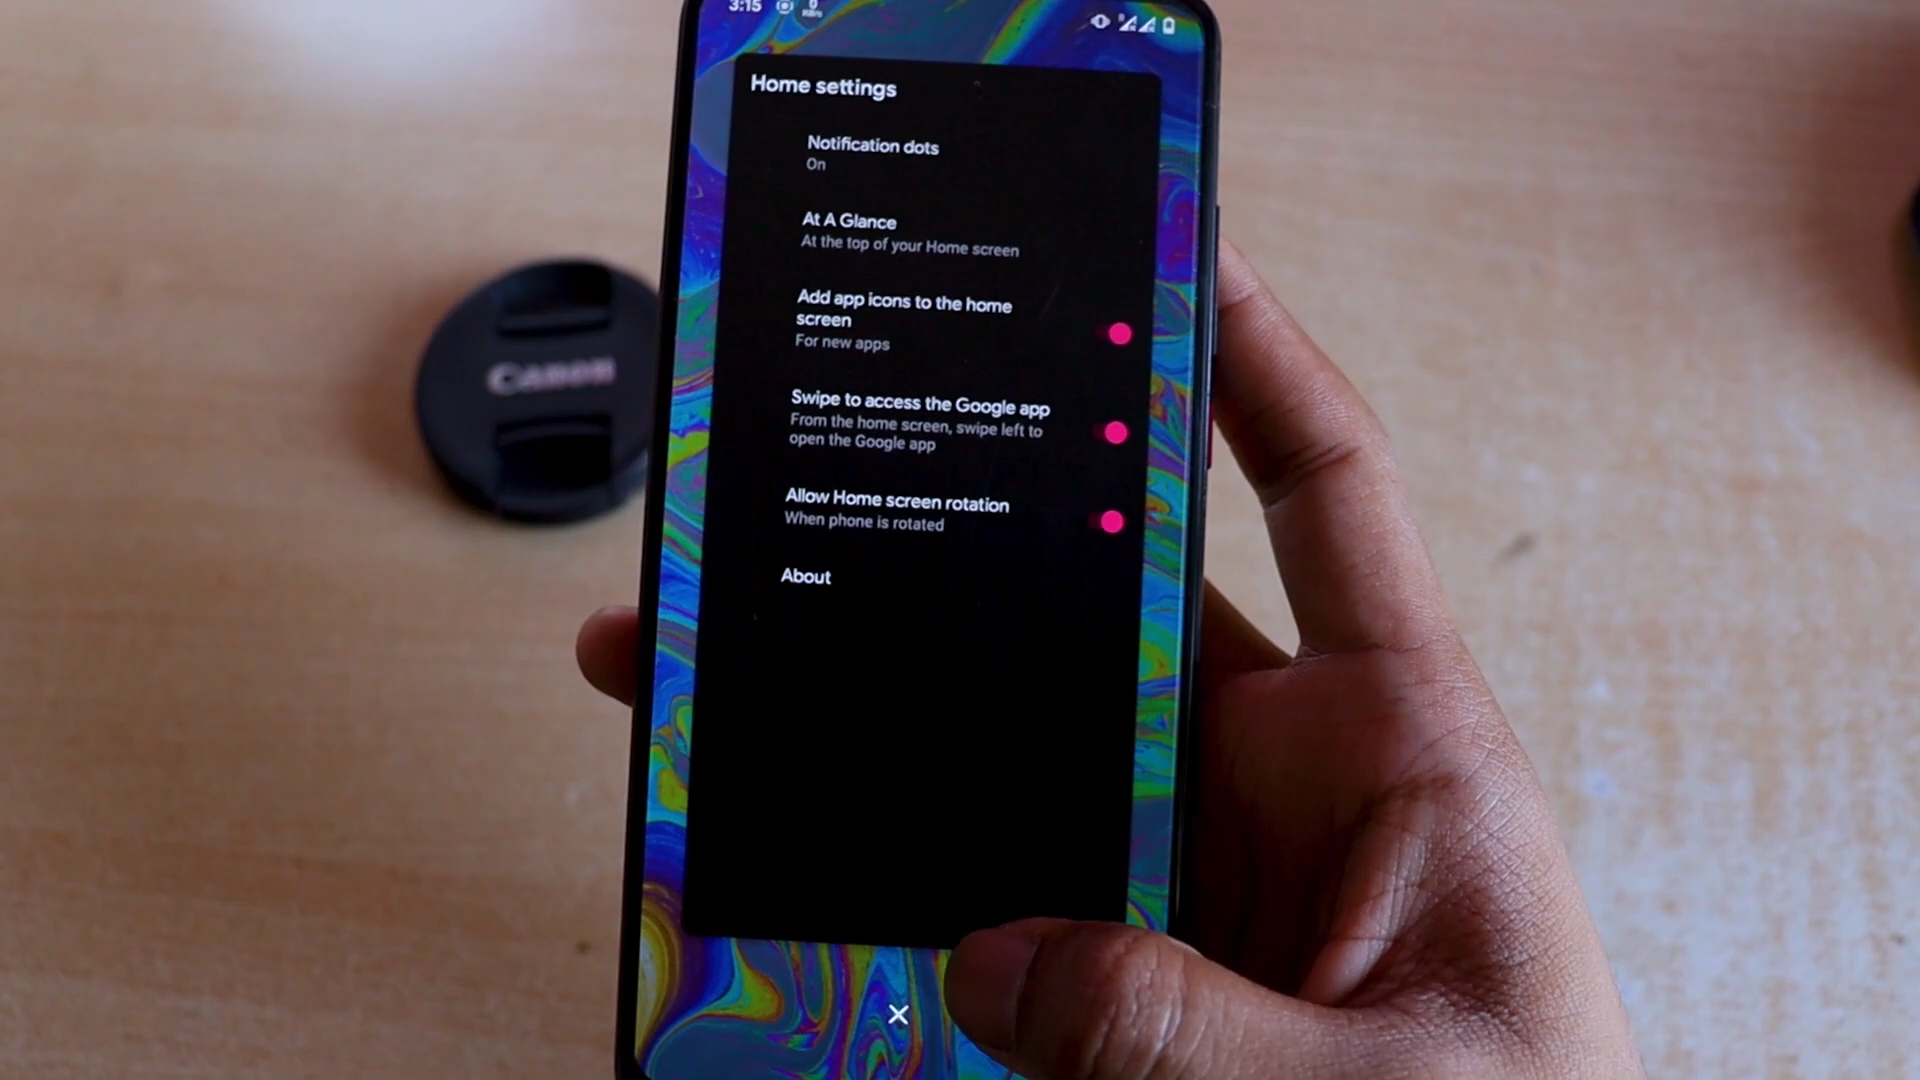 3:15
0
Home settings
Notification dots
On
At A Glance
At the top of your Home screen
Add app icons to the home
screen
For new apps
Swipe to access the Google app
From the home screen, swipe left to
open the Google app
Allow Home screen rotation
When phone is rotated
About
Canon